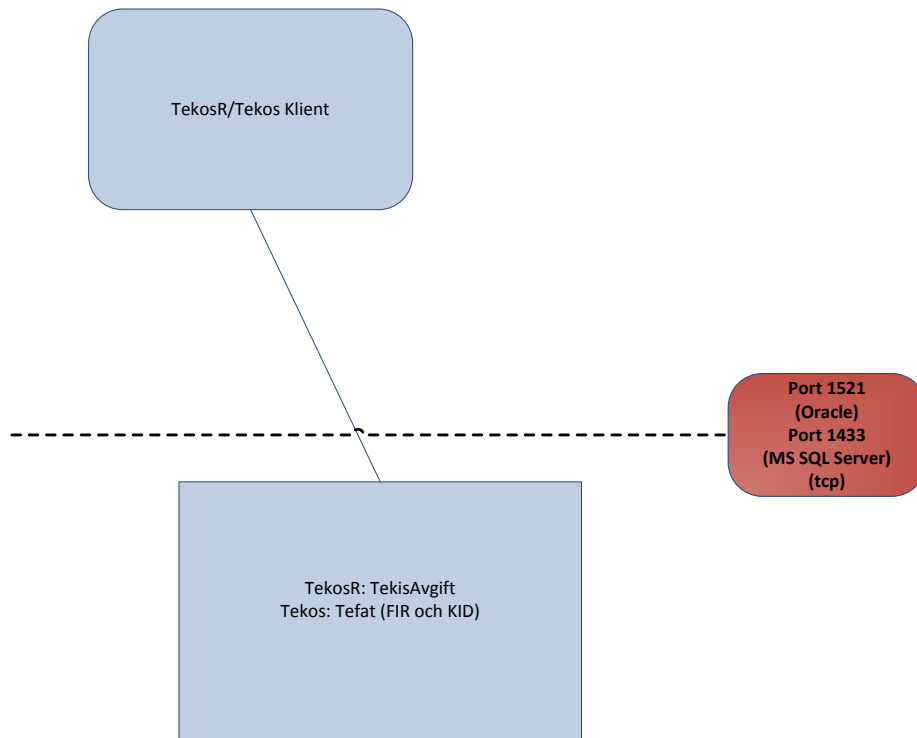 TekosR/Tekos Klient
Port 1521
(Oracle)
Port 1433
(MS SQL Server)
(tcp)
TekosR: TekisAvgift
Tekos: Tefat (FIR och KID)